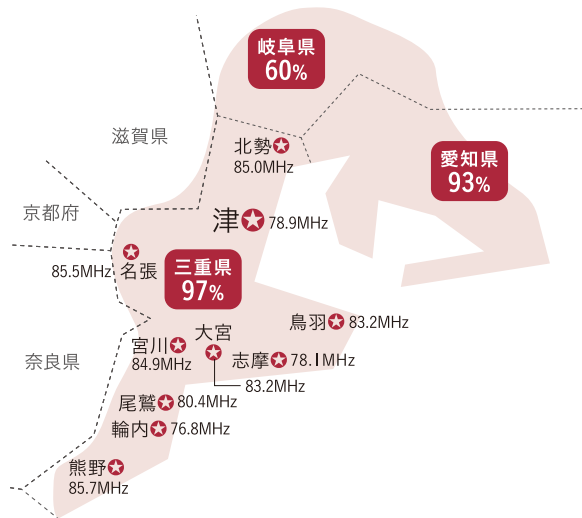 岐阜県
60%
滋賀県
北勢
85.0MHz
愛知県
93%
京都府
津 78.9MHz
85.5MHz 名張
三重県
97%
鳥羽 83.2MHz
大宮
宮川
84.9MHz
志摩 78.1MHz
83.2MHz
奈良県
尾鷲 80.4MHz
輪内 76.8MHz
熊野
85.7MHz